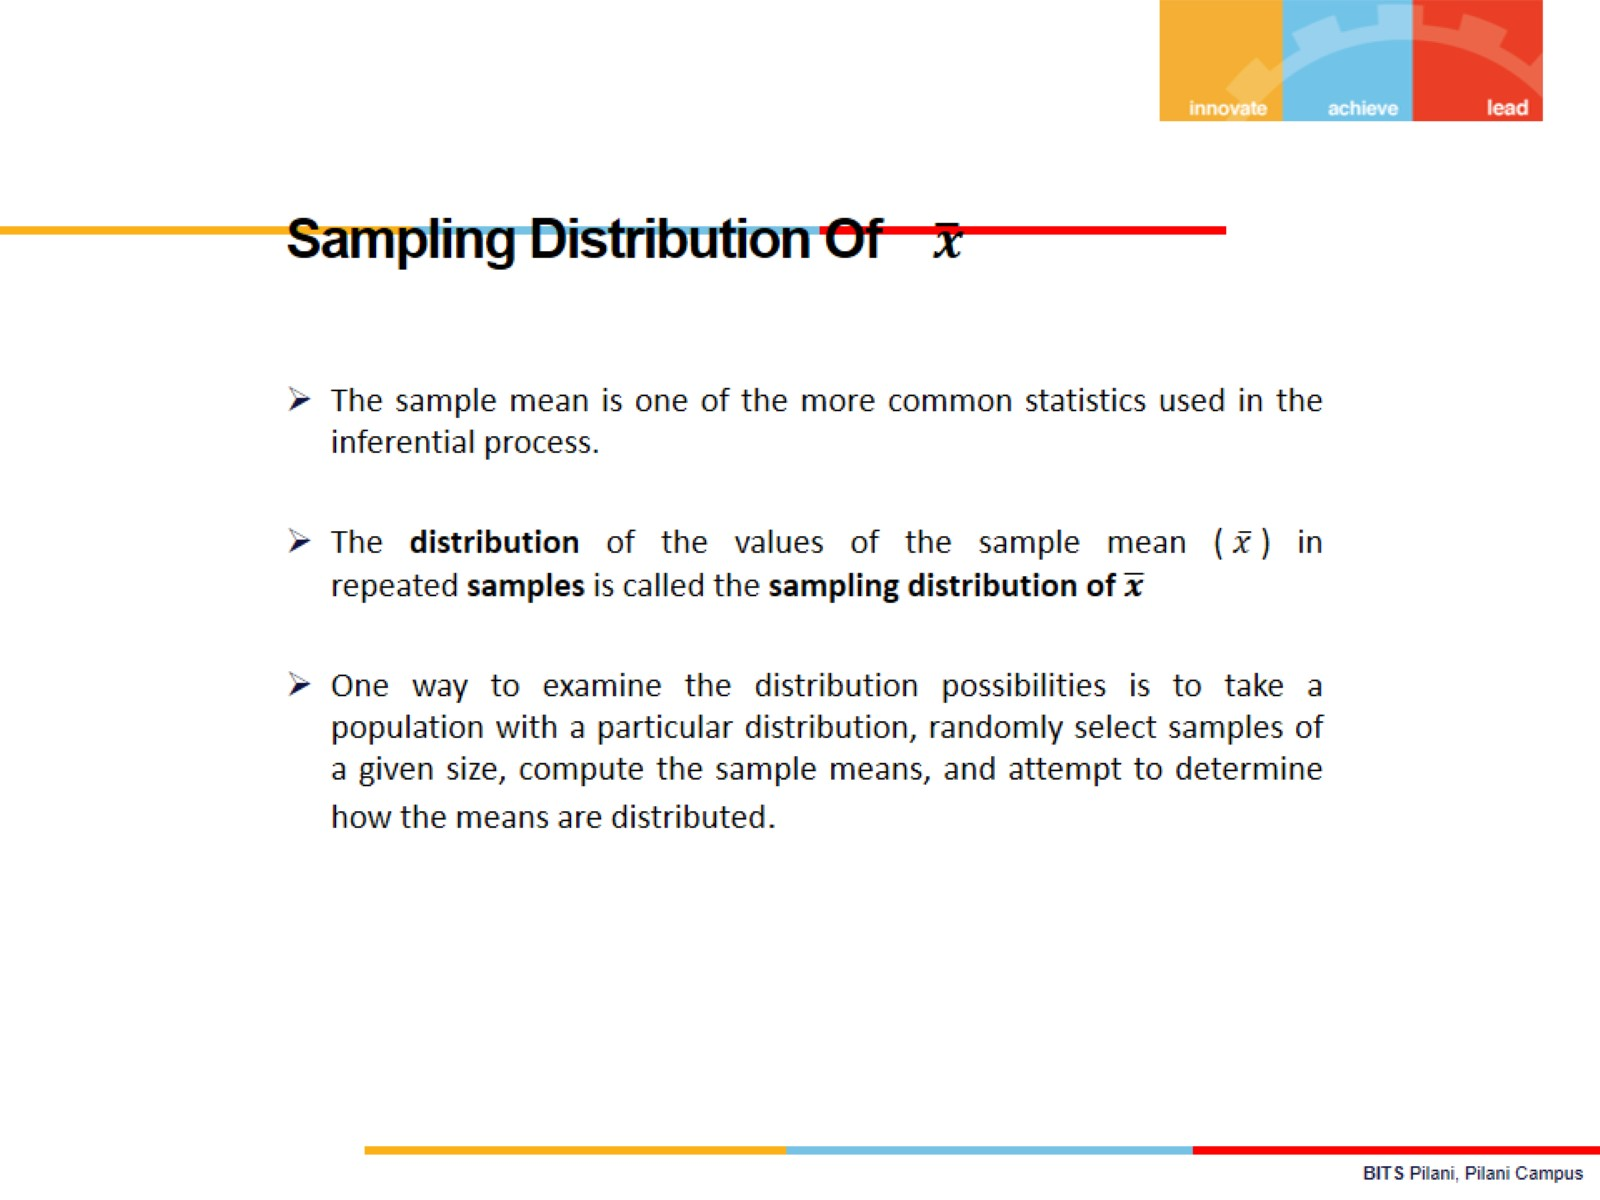 innovate achieve lead
Sampling Distribution Of x̄
➢ The sample mean is one of the more common statistics used in the
inferential process.
➢ The distribution of the values of the sample mean ( x̄ ) in
repeated samples is called the sampling distribution of x̄
➢ One way to examine the distribution possibilities is to take a
population with a particular distribution, randomly select samples of
a given size, compute the sample means, and attempt to determine
how the means are distributed.
BITS Pilani, Pilani Campus